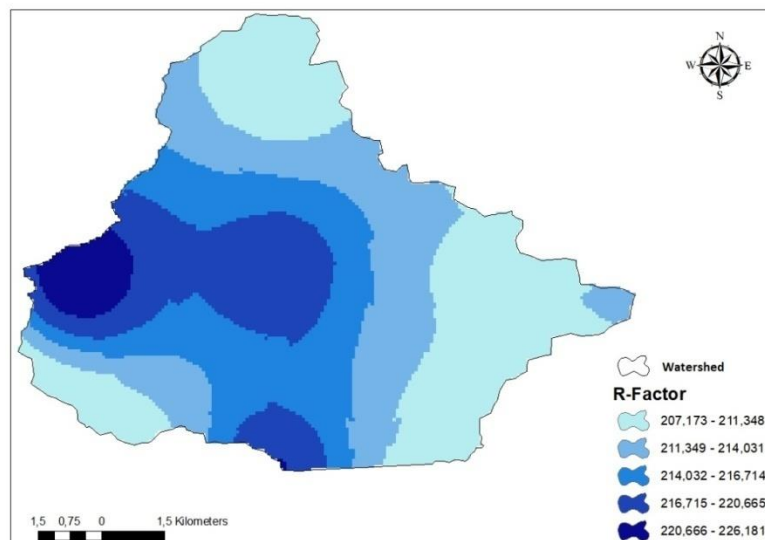 N
W E
S
Watershed
R-Factor
207,173 - 211,348
211,349 - 214,031
214,032 - 216,714
216,715 - 220,665
220,666 - 226,181
1,5 0,75 0 1,5 Kilometers